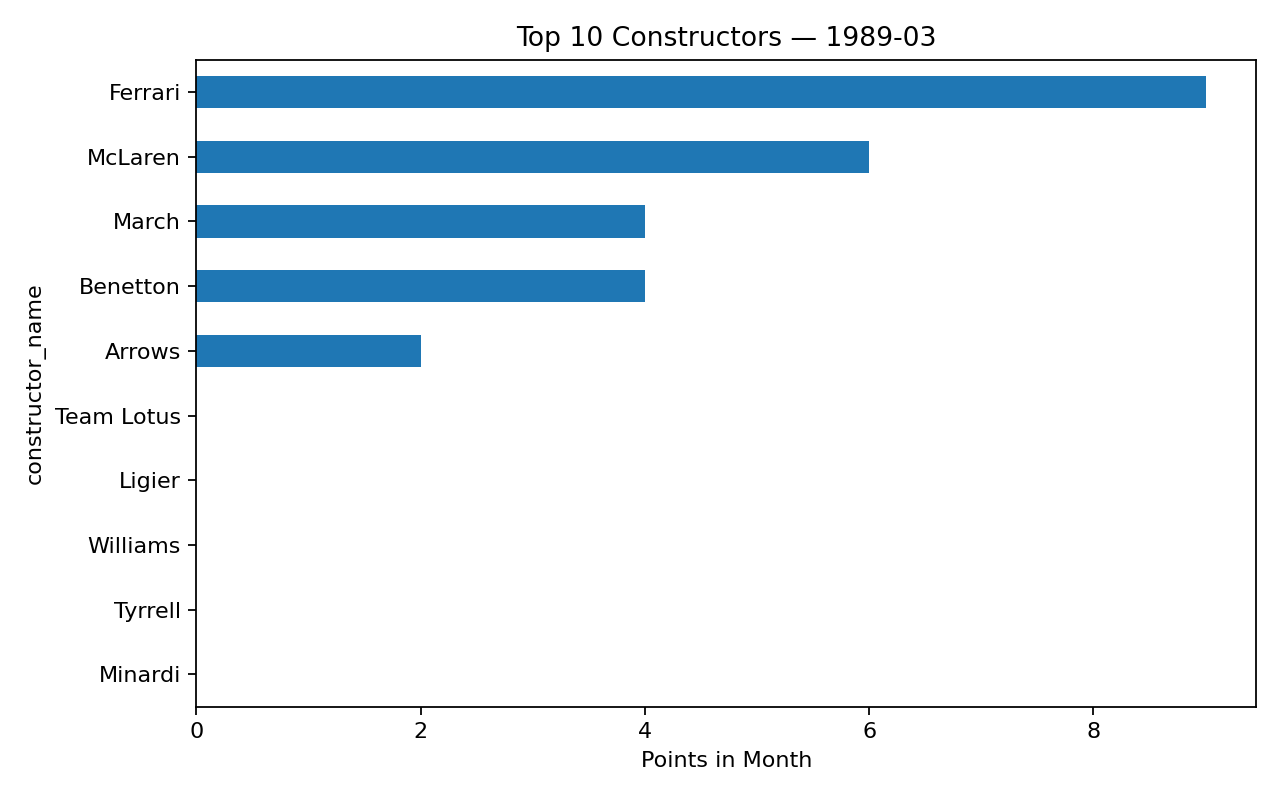 Top 10 Constructors — 1989-03
constructor_name
Ferrari
McLaren
March
Benetton
Arrows
Team Lotus
Ligier
Williams
Tyrrell
Minardi
0 2 4 6 8
Points in Month